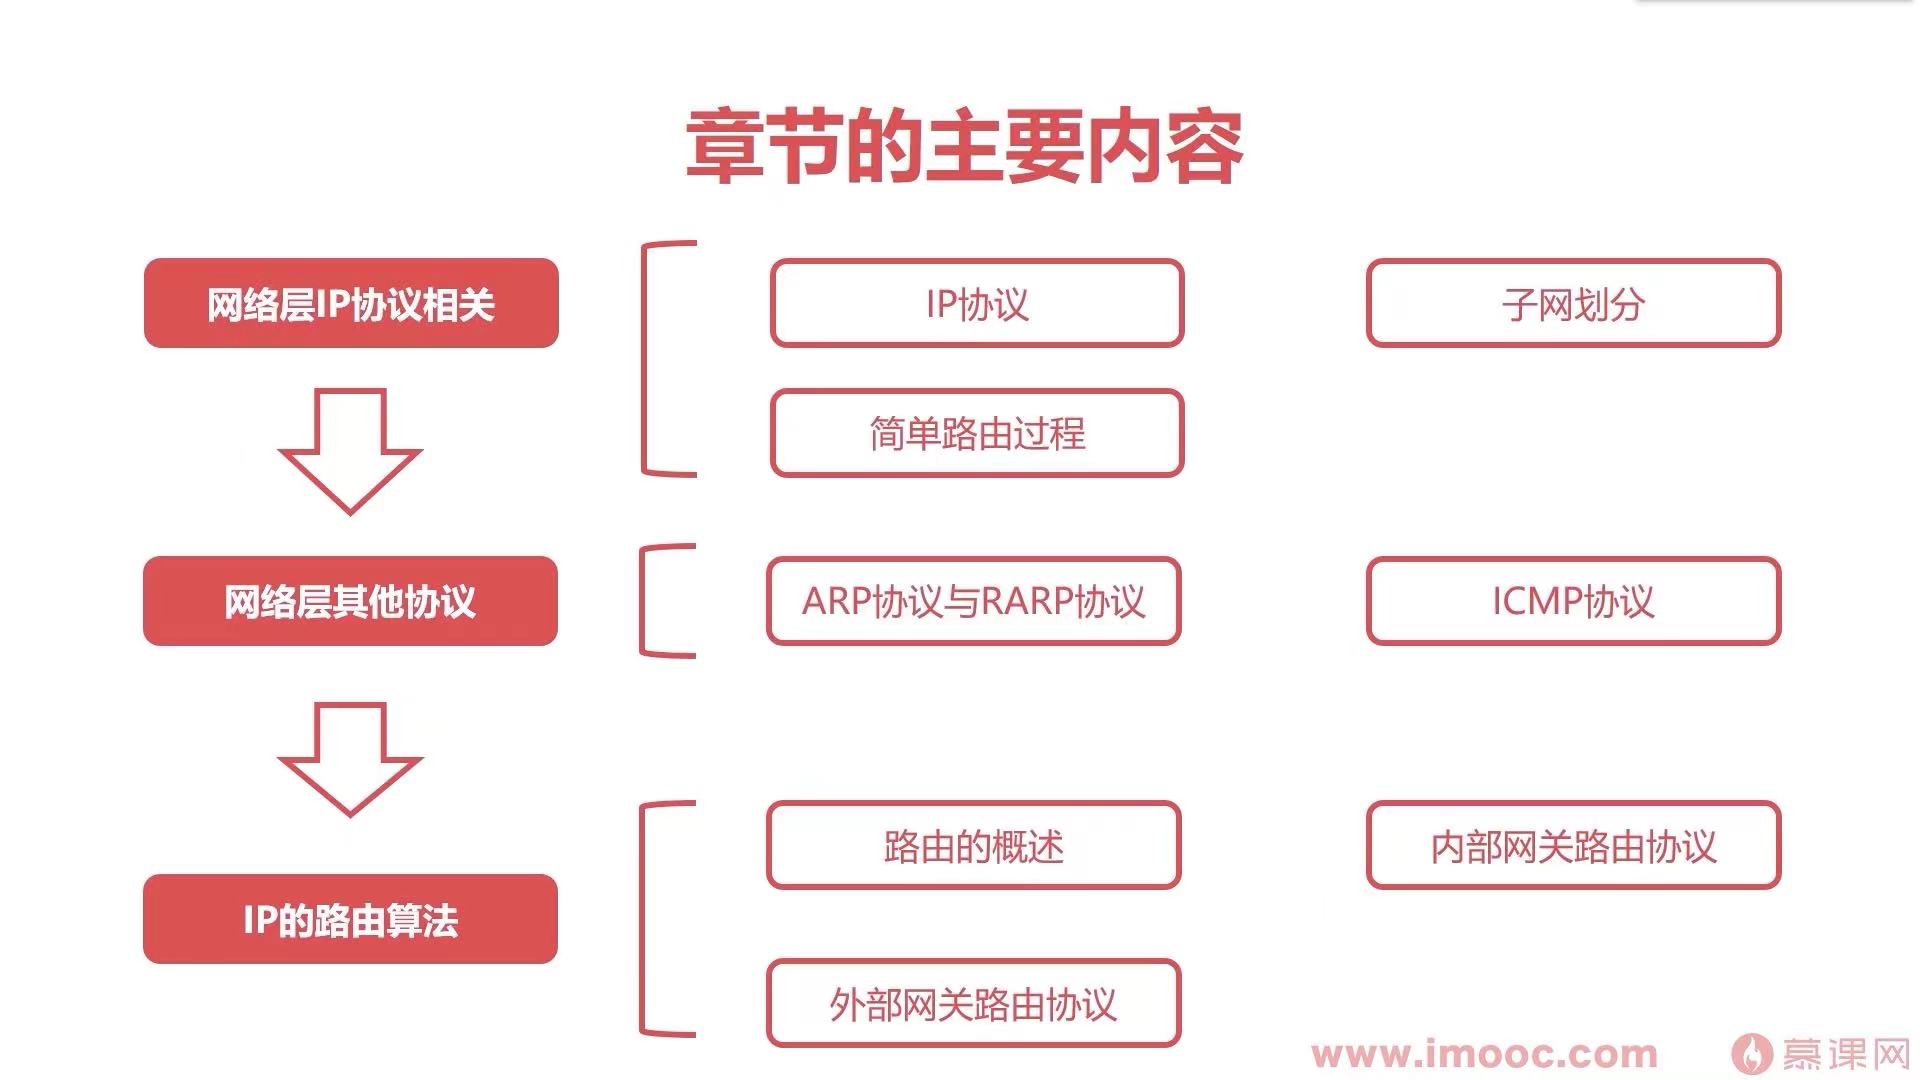 章节的主要内容
网络层IP协议相关
IP协议
子网划分
简单路由过程
网络层其他协议
ARP协议与RARP协议
ICMP协议
IP的路由算法
路由的概述
内部网关路由协议
外部网关路由协议
www.imooc.com
慕课网